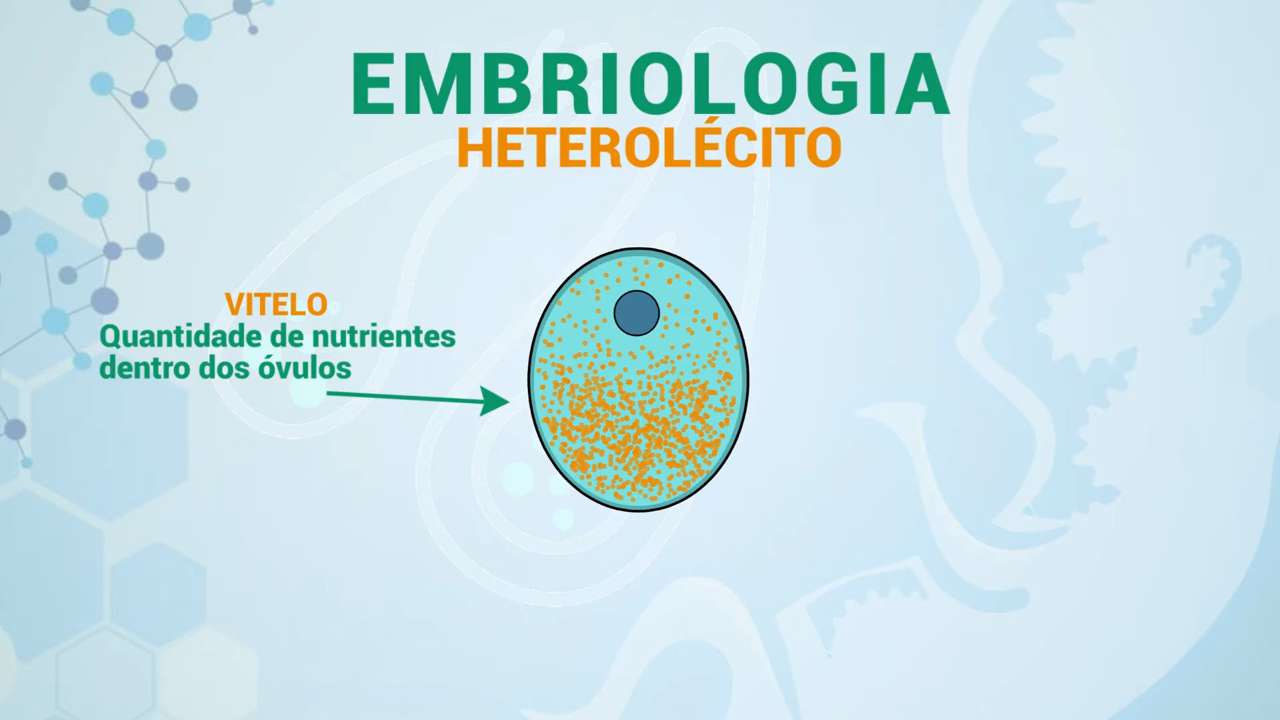 EMBRIOLOGIA
HETEROLÉCITO
VITELO
Quantidade de nutrientes
dentro dos óvulos